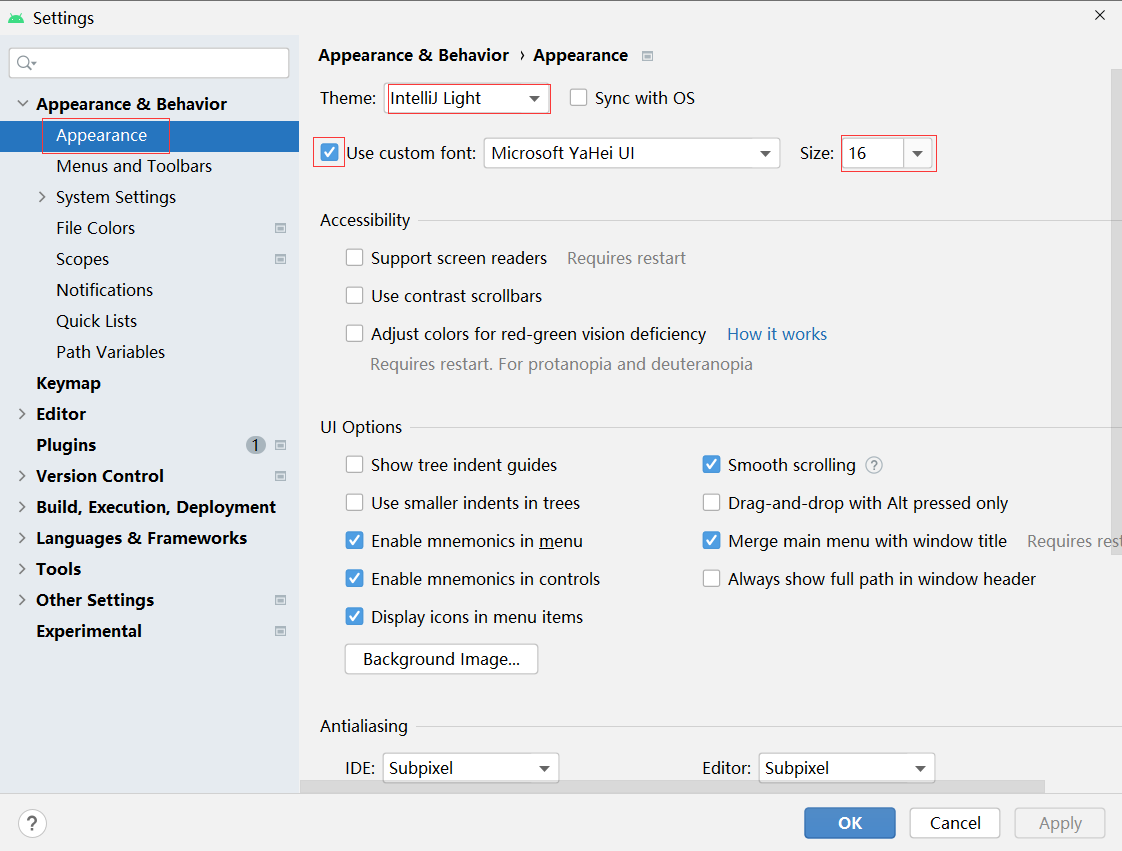 Settings
Appearance & Behavior
Appearance
Menus and Toolbars
System Settings
File Colors
Scopes
Notifications
Quick Lists
Path Variables
Keymap
Editor
Plugins 1
Version Control
Build, Execution, Deployment
Languages & Frameworks
Tools
Other Settings
Experimental
Appearance & Behavior › Appearance
Theme: IntelliJ Light Sync with OS
Use custom font: Microsoft YaHei UI Size: 16
Accessibility
Support screen readers Requires restart
Use contrast scrollbars
Adjust colors for red-green vision deficiency How it works
Requires restart. For protanopia and deuteranopia
UI Options
Show tree indent guides Smooth scrolling ?
Use smaller indents in trees Drag-and-drop with Alt pressed only
Enable mnemonics in menu Merge main menu with window title Requires rest
Enable mnemonics in controls Always show full path in window header
Display icons in menu items
Background Image...
Antialiasing
IDE: Subpixel Editor: Subpixel
? OK Cancel Apply